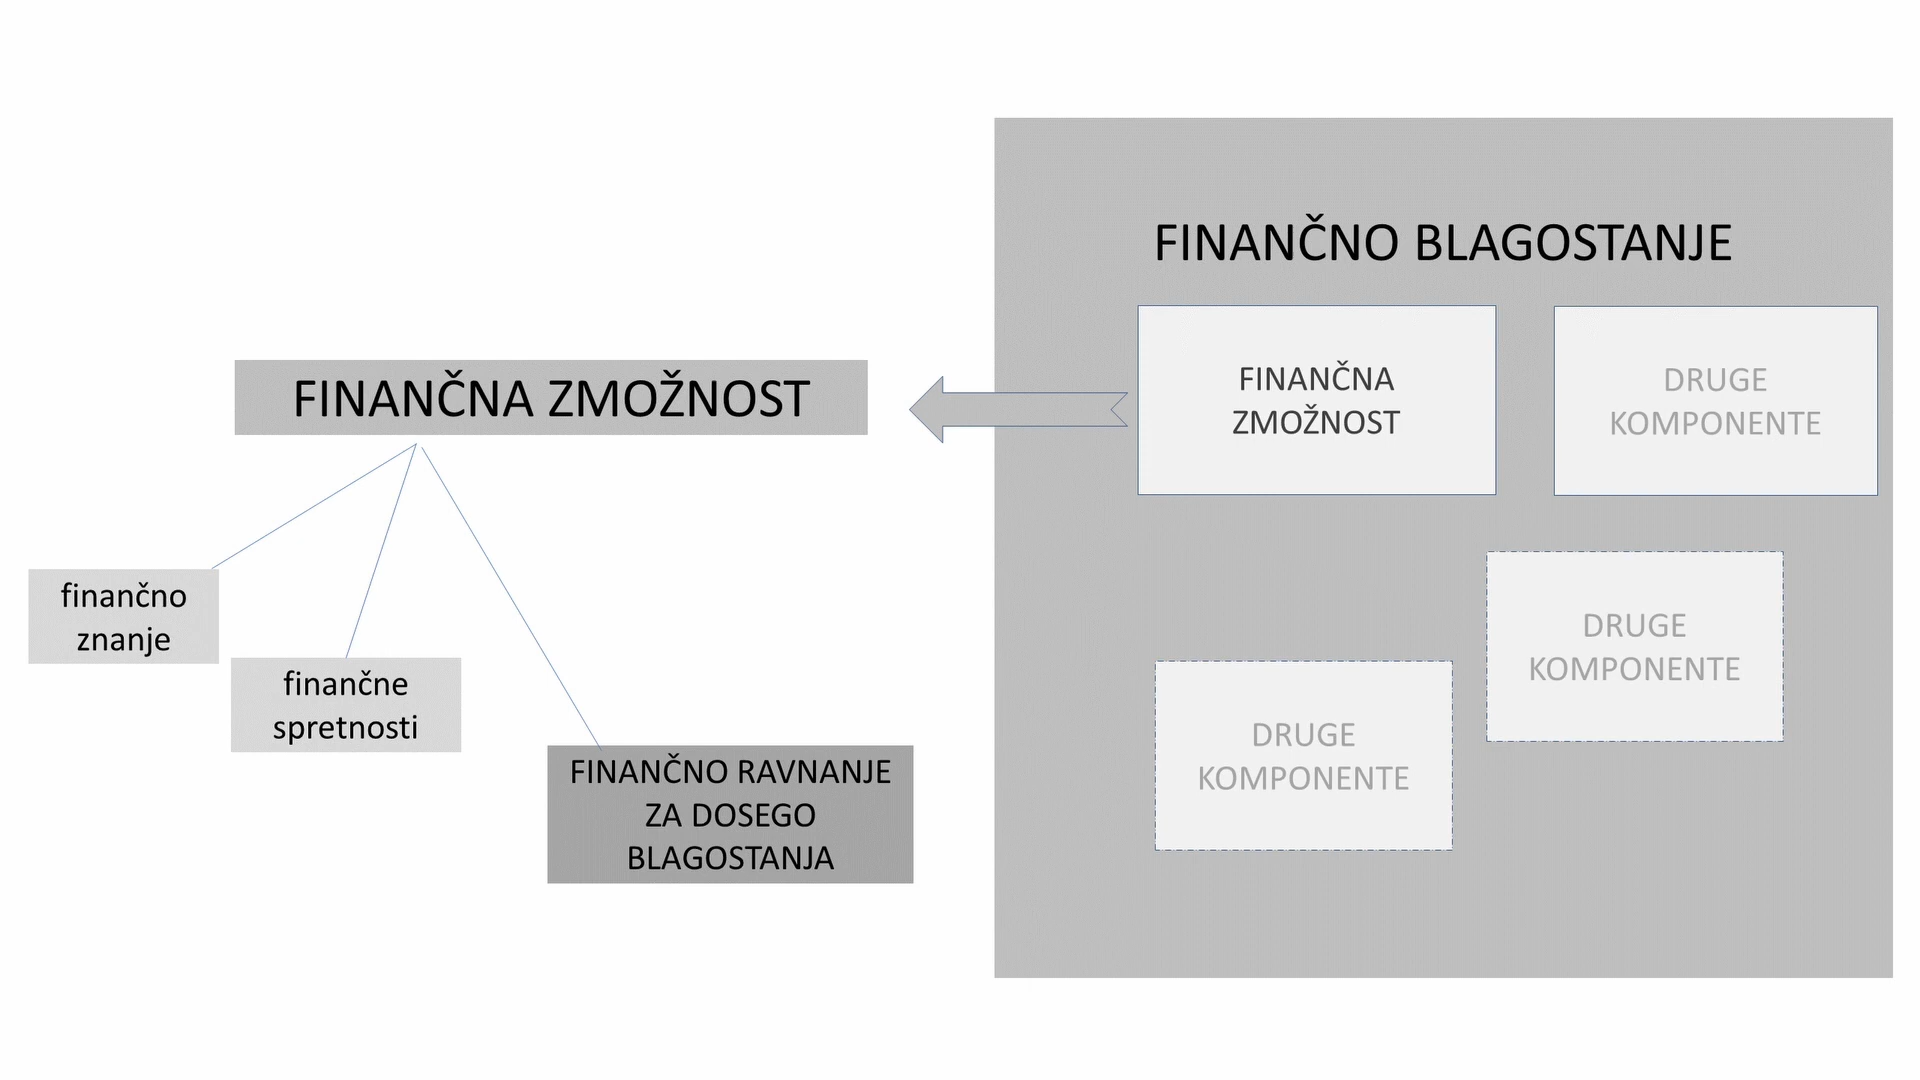 FINANČNO BLAGOSTANJE
FINANČNA
ZMOŽNOST
DRUGE
KOMPONENTE
DRUGE
KOMPONENTE
DRUGE
KOMPONENTE
FINANČNA ZMOŽNOST
finančno
znanje
finančne
spretnosti
FINANČNO RAVNANJE
ZA DOSEGO
BLAGOSTANJA